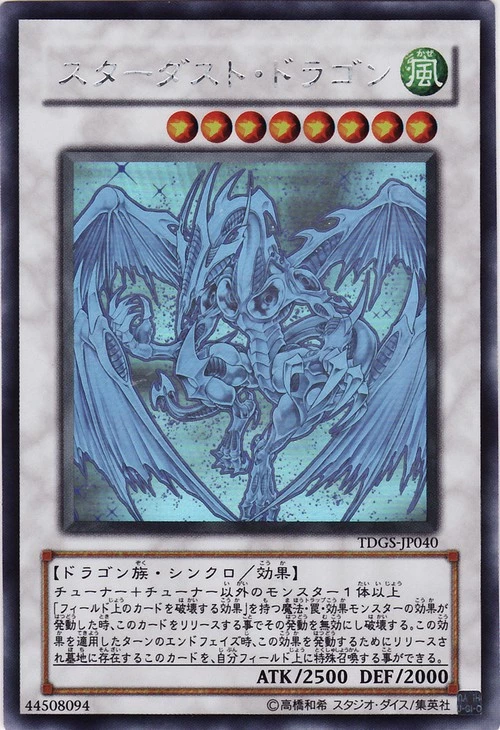 スターダスト・ドラゴン 風
TDGS-JP040
【ドラゴン族・シンクロ／効果】
チューナー＋チューナー以外のモンスター1体以上
「フィールド上のカードを破壊する効果」を持つ魔法・罠・効果モンスターの効果が
発動した時、このカードをリリースする事でその発動を無効にし破壊する。この効
果を適用したターンのエンドフェイズ時、この効果を発動するためにリリースさ
れ墓地に存在するこのカードを、自分フィールド上に特殊召喚する事ができる。
ATK/2500 DEF/2000
44508094
©高橋和希 スタジオ・ダイス/集英社